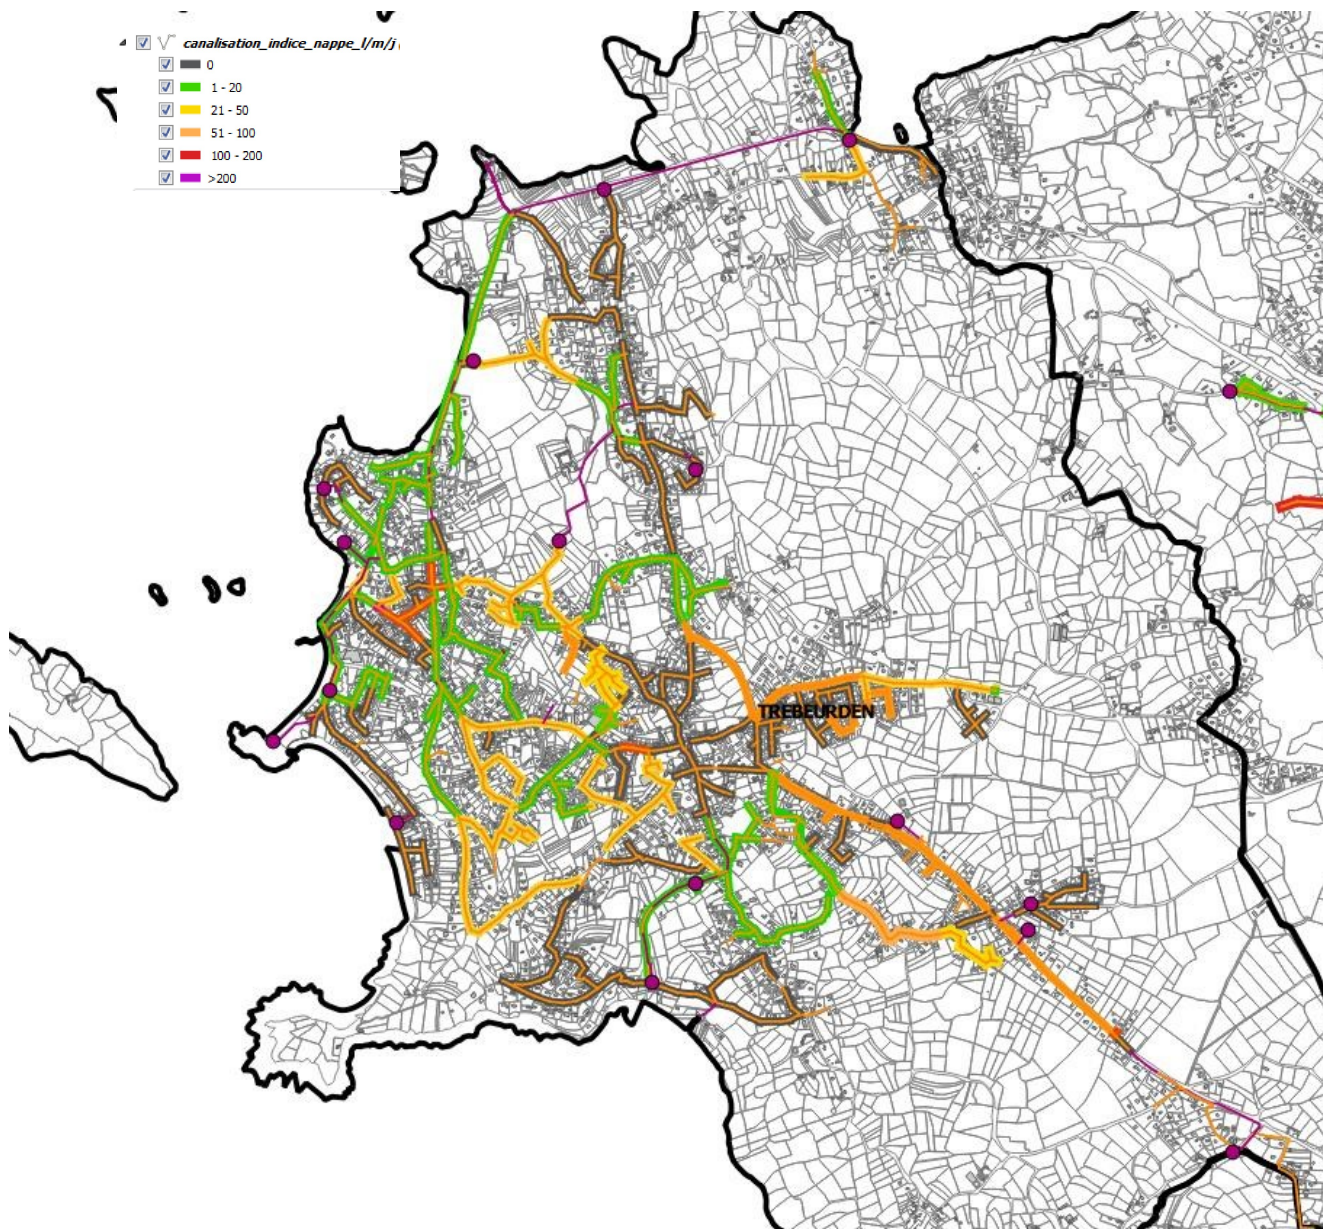 canalisation_indice_nappe_l/m/j (
0
1 - 20
21 - 50
51 - 100
100 - 200
>200
TREBEURDEN